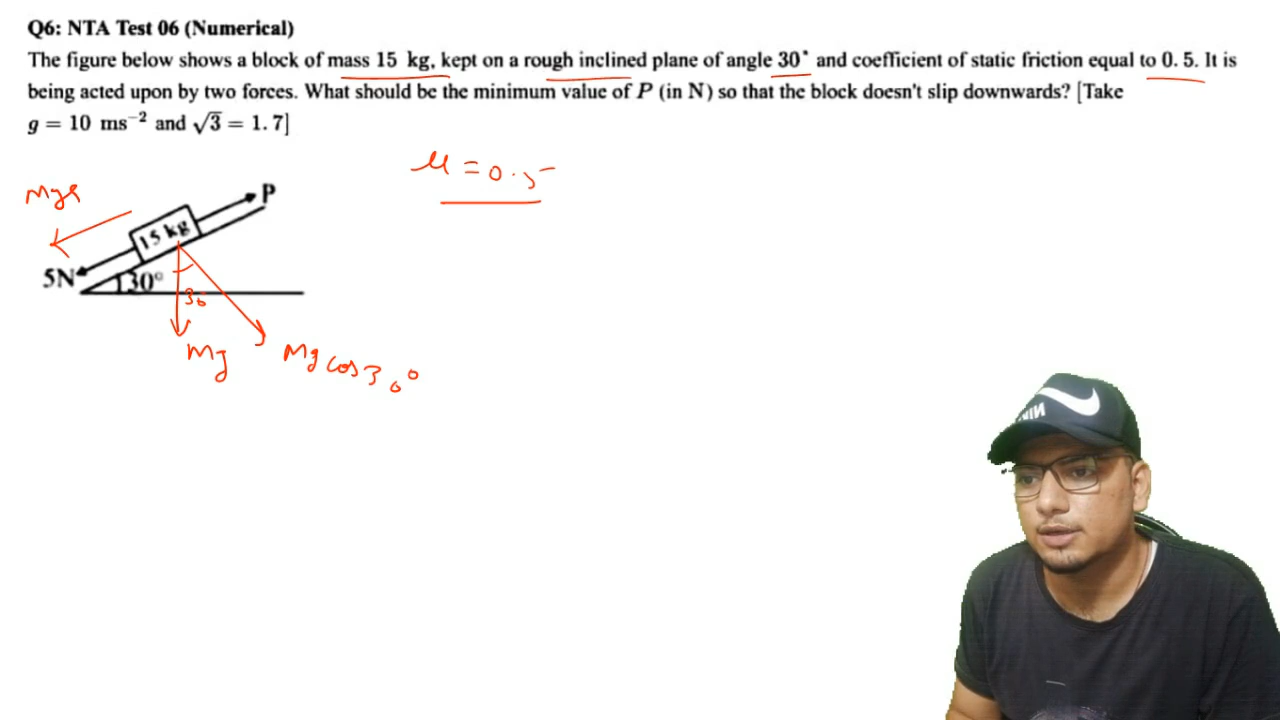 Q6: NTA Test 06 (Numerical)
The figure below shows a block of mass 15 kg, kept on a rough inclined plane of angle 30° and coefficient of static friction equal to 0. 5. It is
being acted upon by two forces. What should be the minimum value of P (in N) so that the block doesn't slip downwards? [Take
g = 10 ms⁻² and √3 = 1. 7]
μ = 0.5
Mgs
P
15 kg
5N
30°
30
Mg
Mg cos 30°